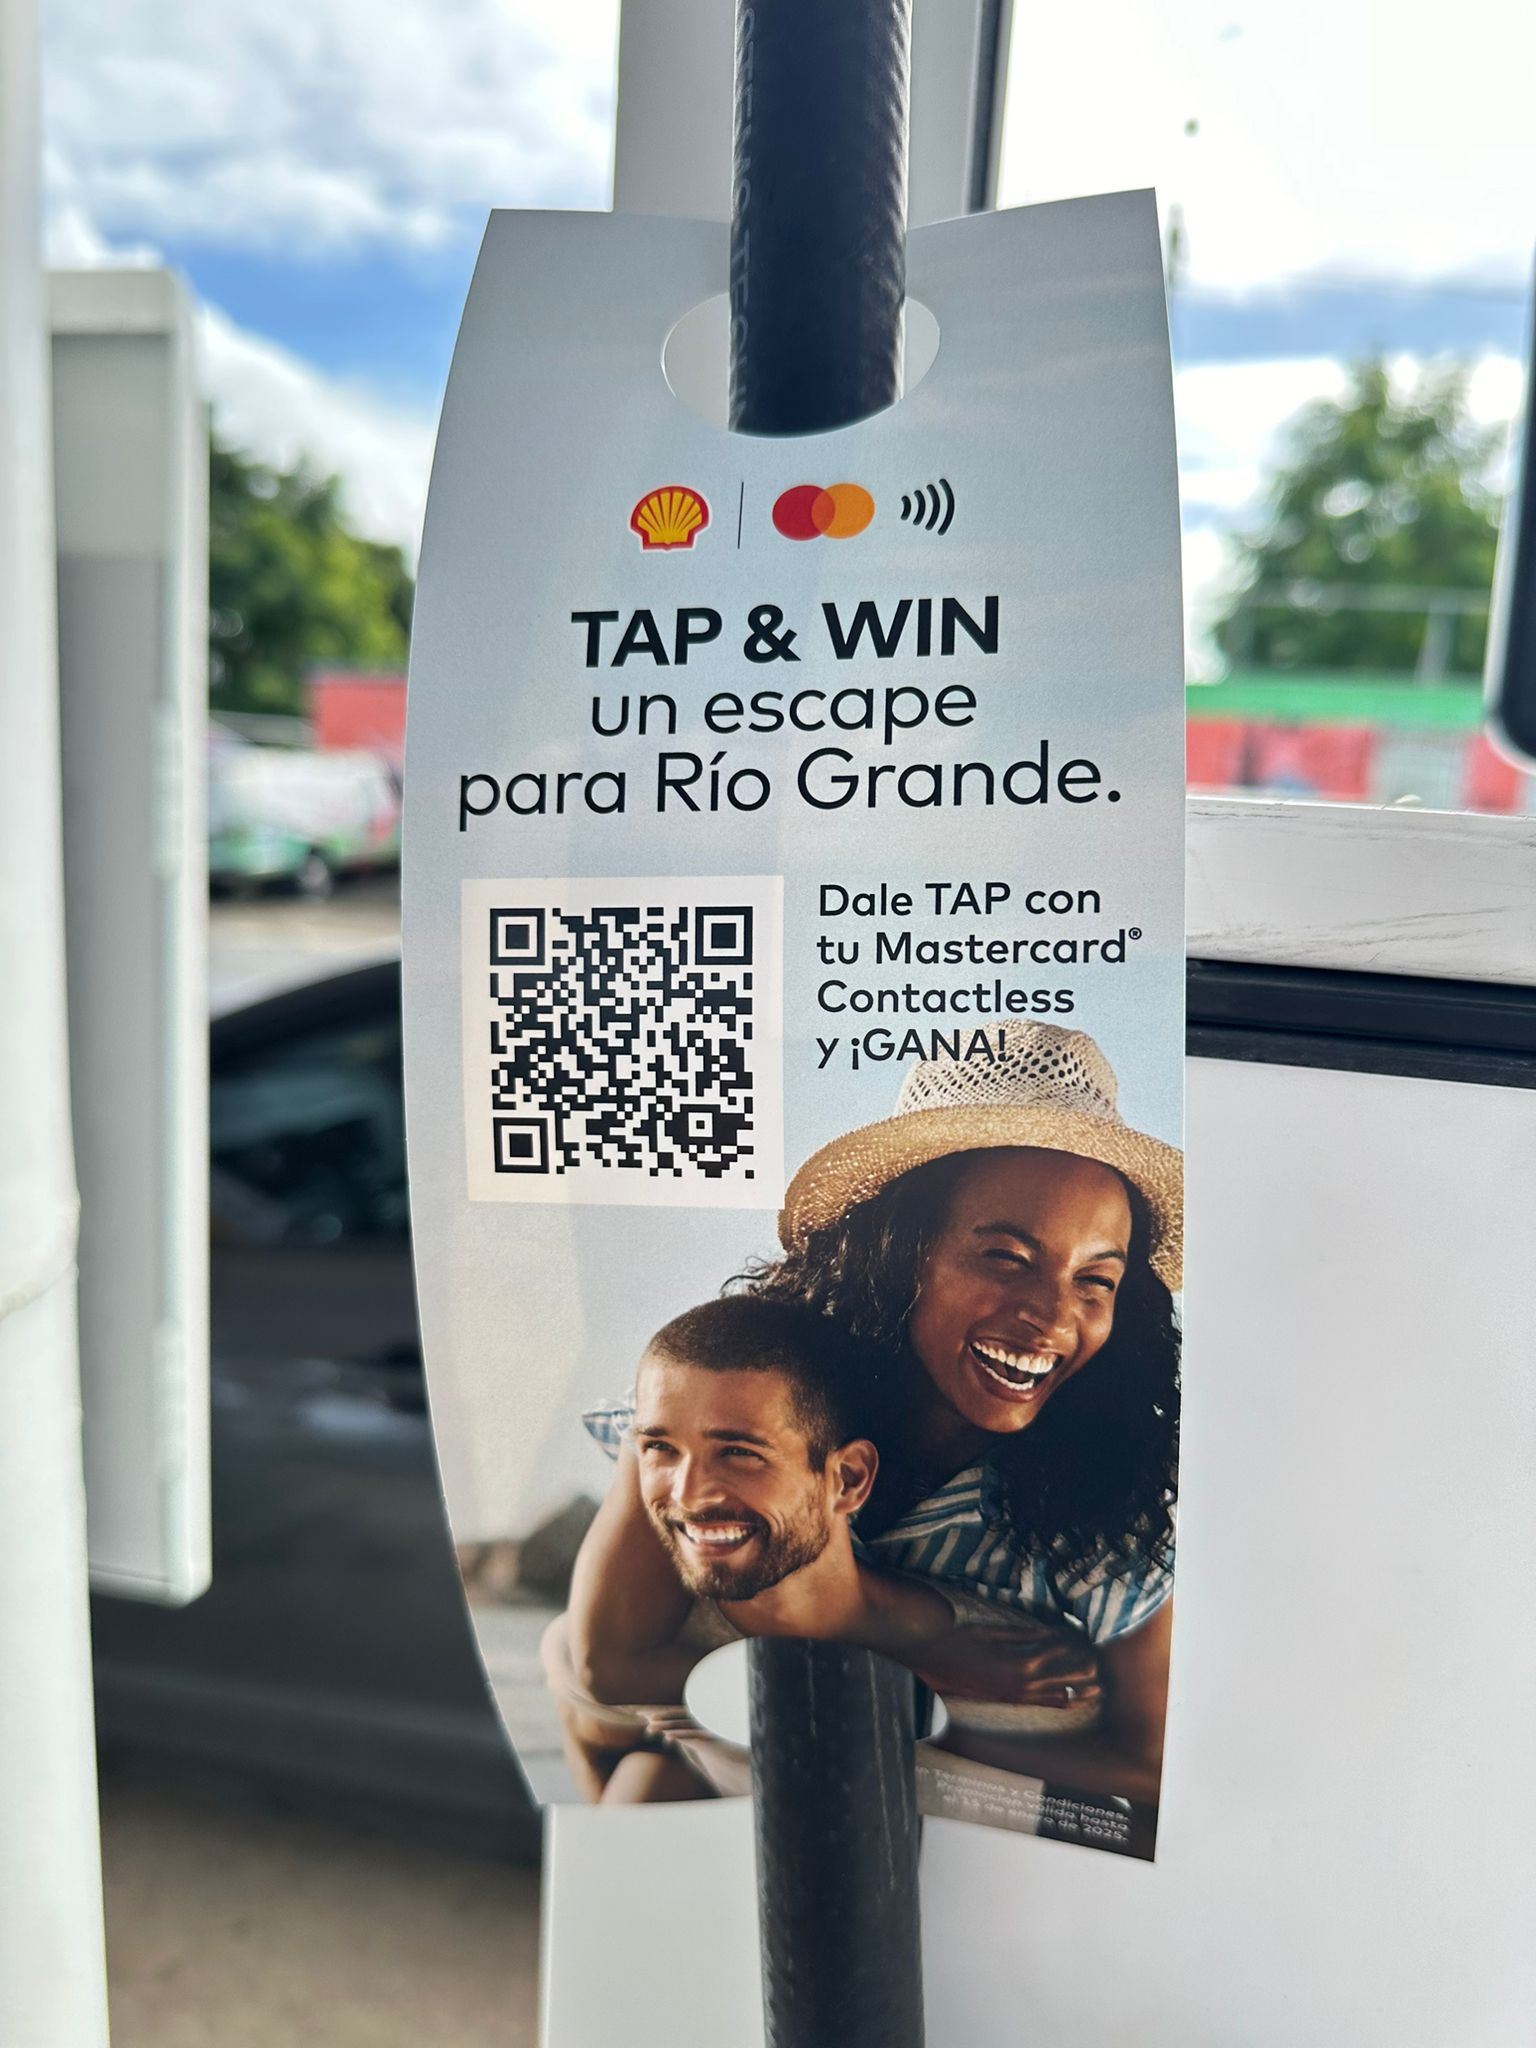 TAP & WIN
un escape
para Río Grande.
Dale TAP con
tu Mastercard®
Contactless
y ¡GANA!
Términos y Condiciones.
Promoción válida hasta
el 13 de enero de 2025.